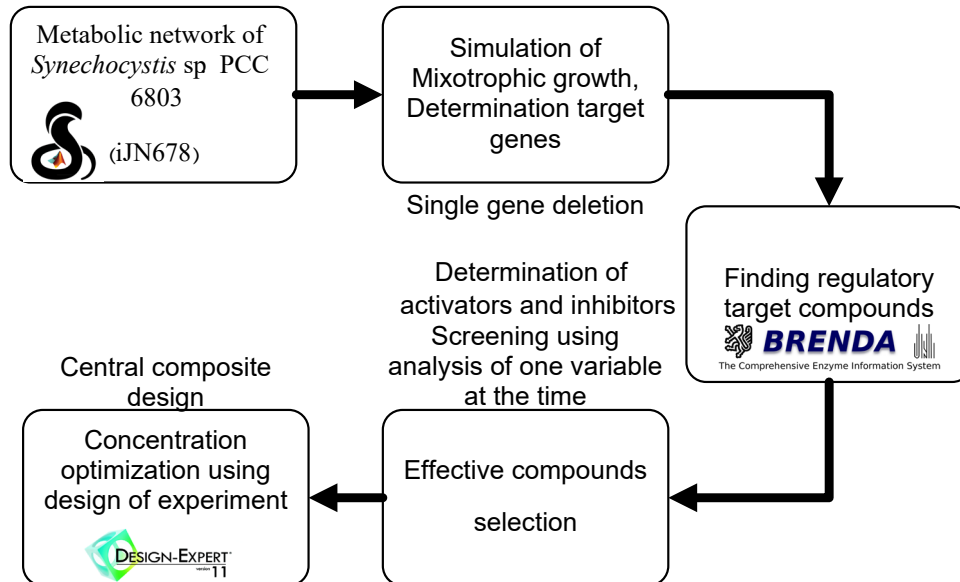 Metabolic network of
Synechocystis sp PCC
6803
(iJN678)
Simulation of
Mixotrophic growth,
Determination target
genes
Single gene deletion
Finding regulatory
target compounds
BRENDA
The Comprehensive Enzyme Information System
Determination of
activators and inhibitors
Screening using
analysis of one variable
at the time
Effective compounds
selection
Central composite
design
Concentration
optimization using
design of experiment
DESIGN-EXPERT
version 11